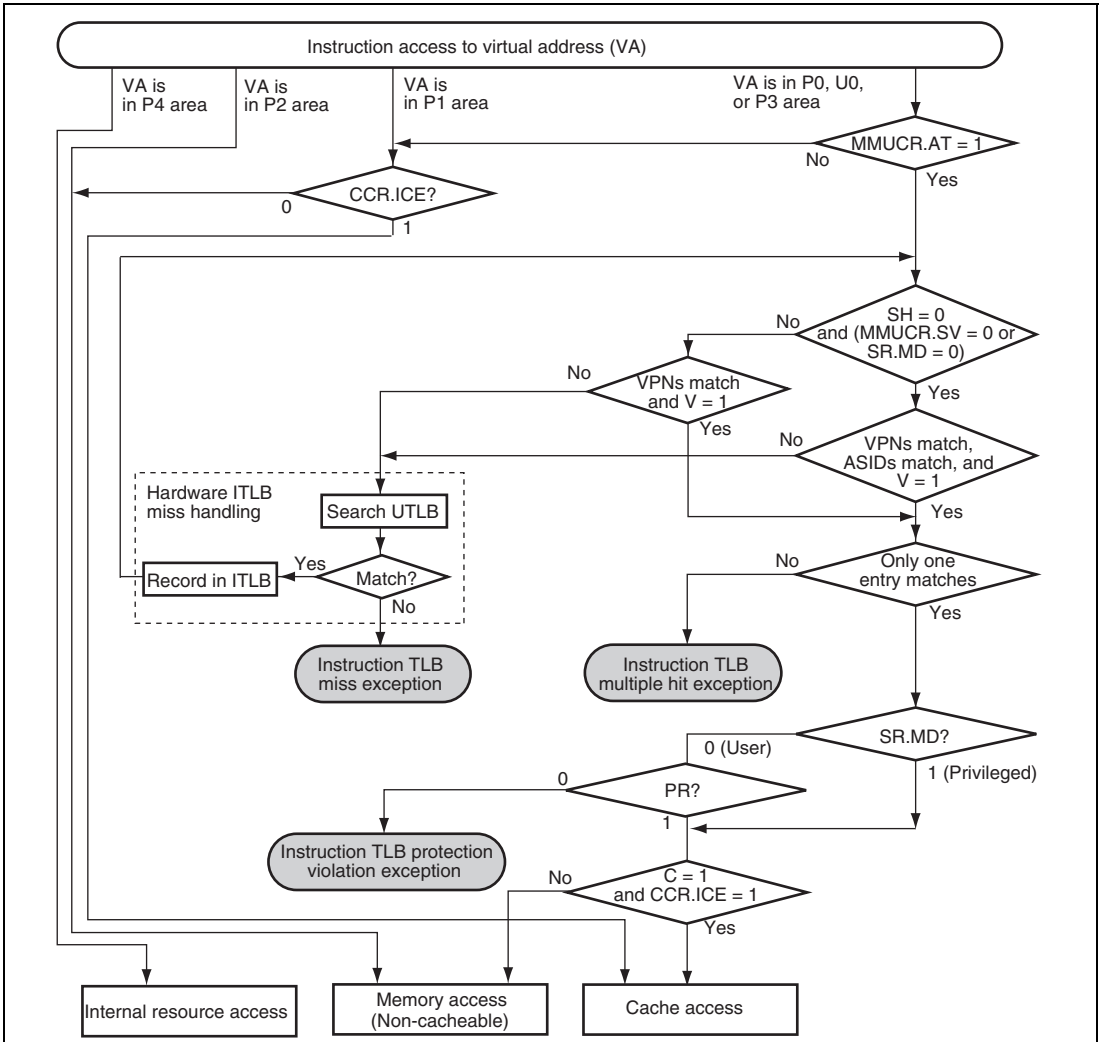 Instruction access to virtual address (VA)
VA is
in P4 area
VA is
in P2 area
VA is
in P1 area
VA is in P0, U0,
or P3 area
MMUCR.AT = 1
No
Yes
CCR.ICE?
0
1
SH = 0
and (MMUCR.SV = 0 or
SR.MD = 0)
No
Yes
VPNs match
and V = 1
No
Yes
VPNs match,
ASIDs match, and
V = 1
No
Yes
Hardware ITLB
miss handling
Search UTLB
Match?
Yes
No
Record in ITLB
Only one
entry matches
No
Yes
Instruction TLB
miss exception
Instruction TLB
multiple hit exception
SR.MD?
0 (User)
1 (Privileged)
PR?
0
1
Instruction TLB protection
violation exception
C = 1
and CCR.ICE = 1
No
Yes
Internal resource access
Memory access
(Non-cacheable)
Cache access